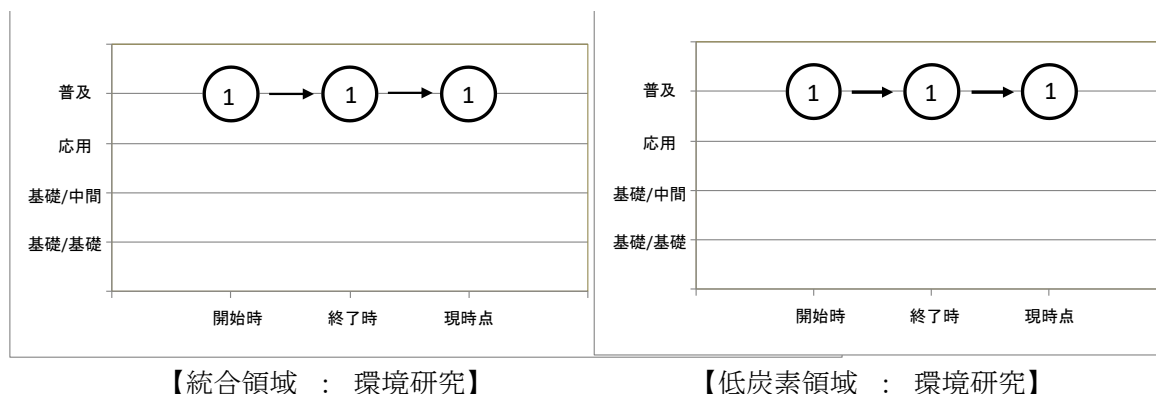 普及
1 1 1
応用
基礎/中間
基礎/基礎
開始時 終了時 現時点
【統合領域 : 環境研究】
普及
1 1 1
応用
基礎/中間
基礎/基礎
開始時 終了時 現時点
【低炭素領域 : 環境研究】